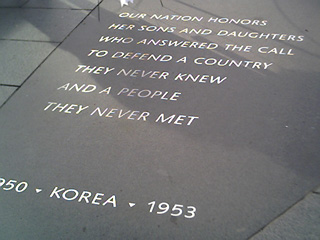 OUR NATION HONORS
HER SONS AND DAUGHTERS
WHO ANSWERED THE CALL
TO DEFEND A COUNTRY
THEY NEVER KNEW
AND A PEOPLE
THEY NEVER MET
950 ▾ KOREA ▾ 1953